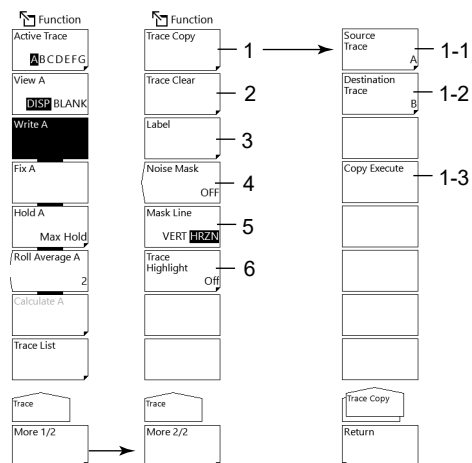 Function
Active Trace
ABCDEFG
View A
DISP BLANK
Write A
Fix A
Hold A
Max Hold
Roll Average A
2
Calculate A
Trace List
Trace
More 1/2
Function
Trace Copy
1
Trace Clear
2
Label
3
Noise Mask
OFF
4
Mask Line
VERT HRZN
5
Trace
Highlight
Off
6
Trace
More 2/2
Source
Trace
A
1-1
Destination
Trace
B
1-2
Copy Execute
1-3
Trace Copy
Return